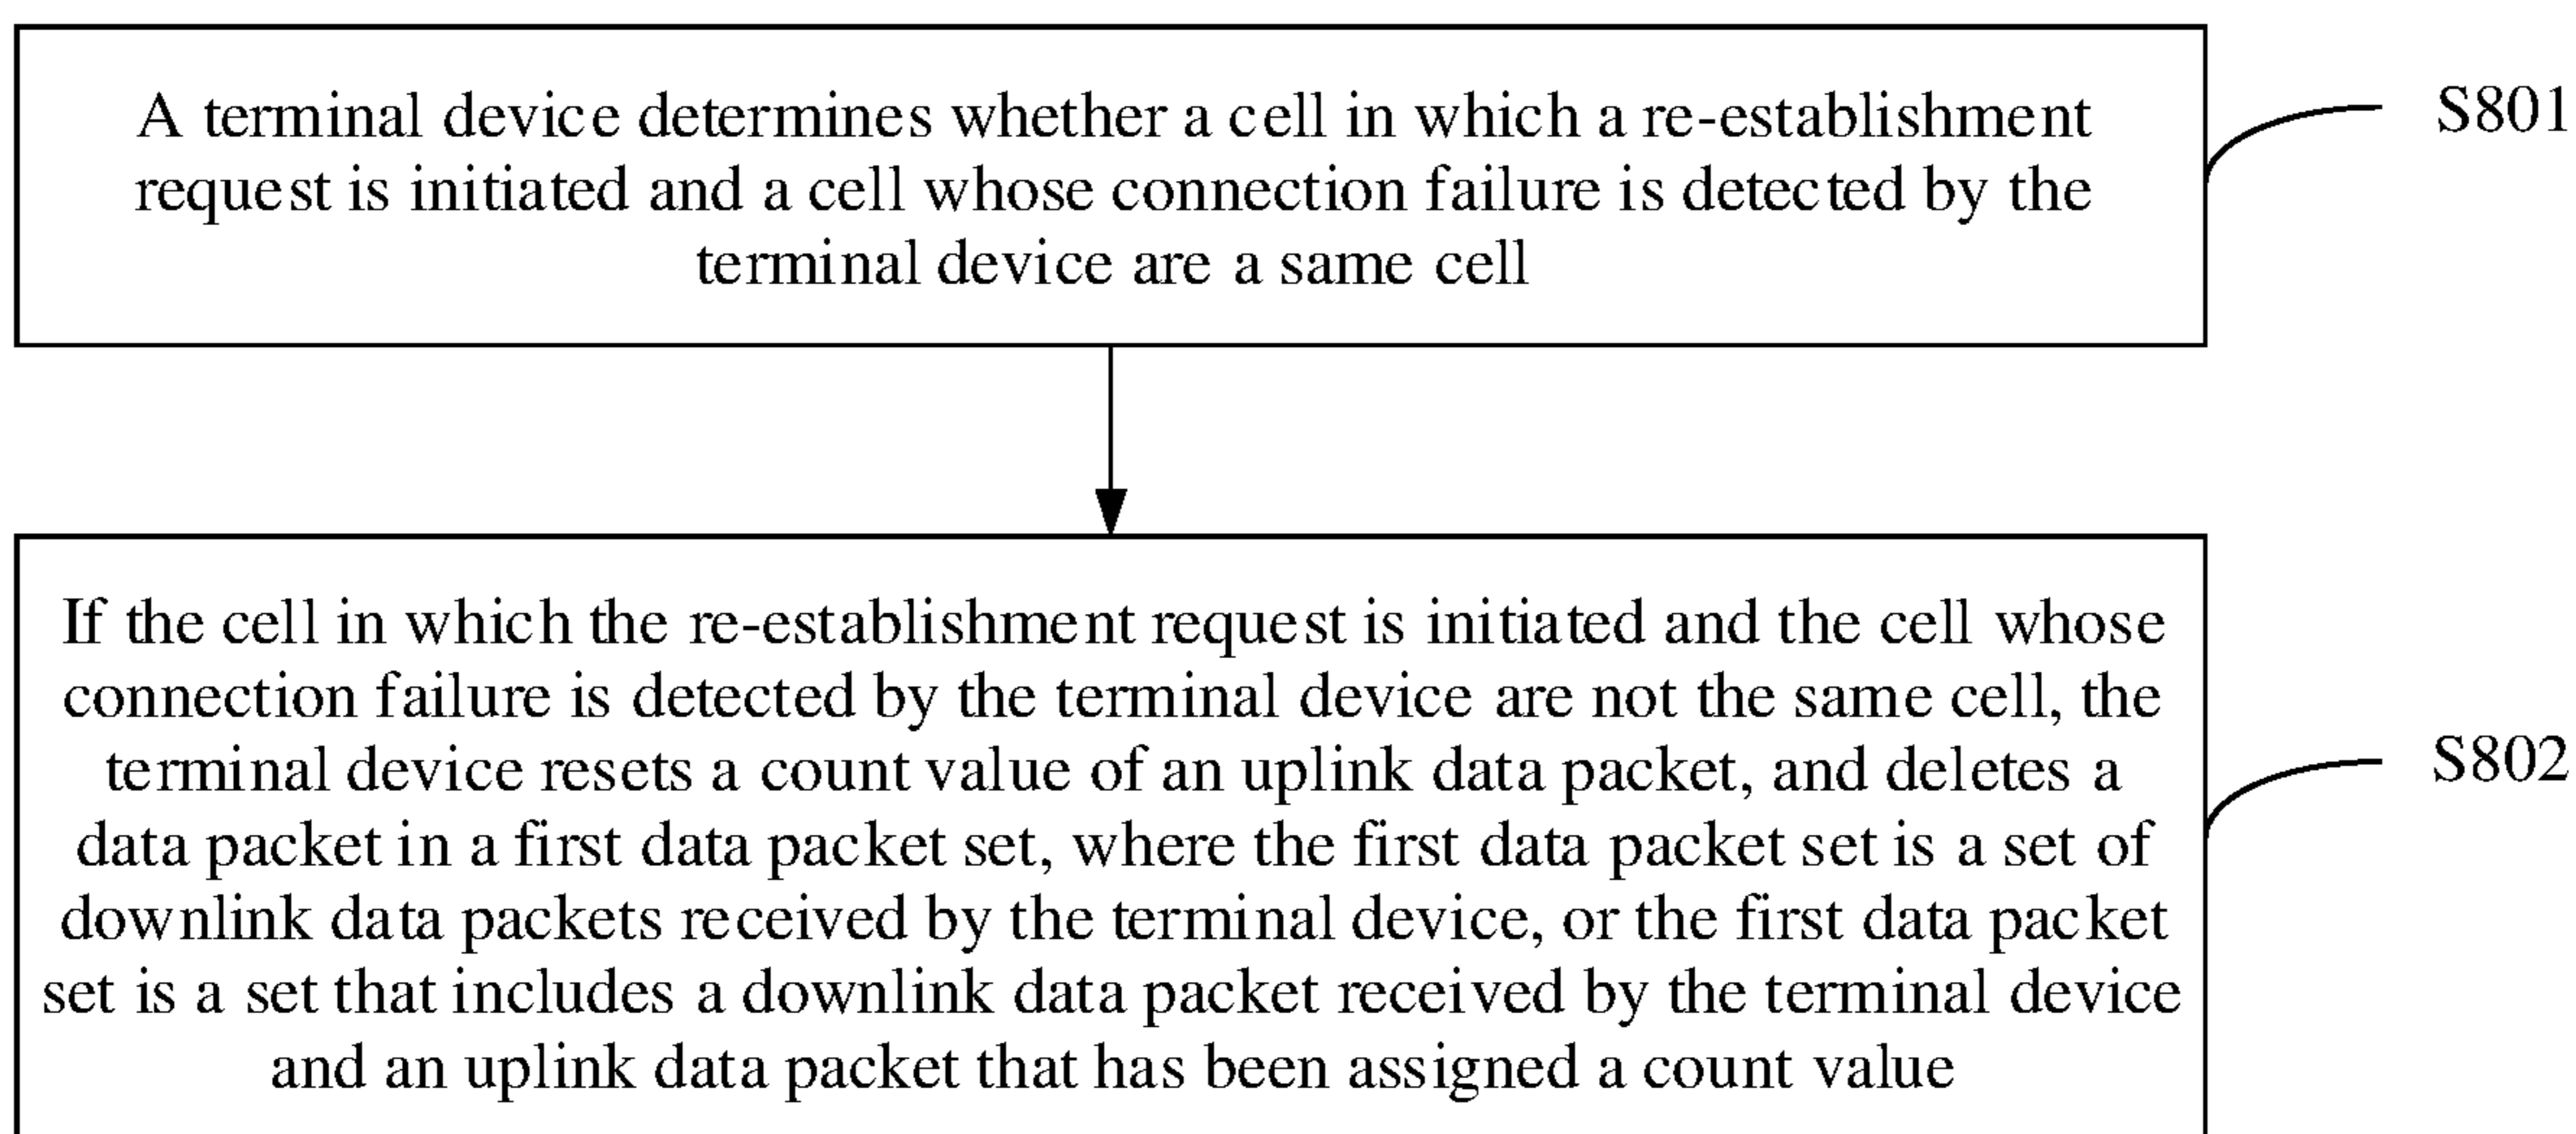 A terminal device determines whether a cell in which a re-establishment
request is initiated and a cell whose connection failure is detected by the
terminal device are a same cell
S801
If the cell in which the re-establishment request is initiated and the cell whose
connection failure is detected by the terminal device are not the same cell, the
terminal device resets a count value of an uplink data packet, and deletes a
data packet in a first data packet set, where the first data packet set is a set of
downlink data packets received by the terminal device, or the first data packet
set is a set that includes a downlink data packet received by the terminal device
and an uplink data packet that has been assigned a count value
S802